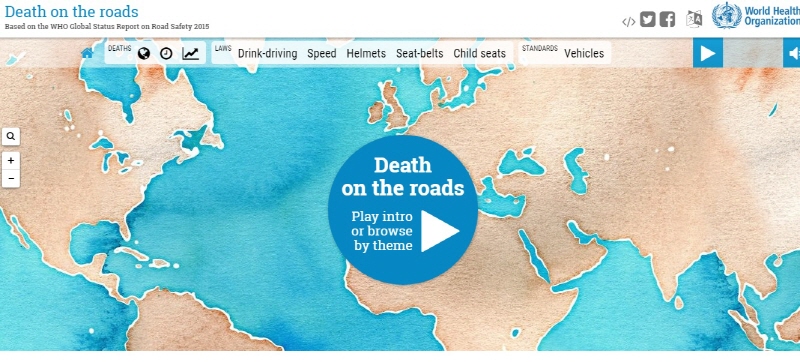 Death on the roads
Based on the WHO Global Status Report on Road Safety 2015
</>
World Health
Organization
DEATHS
LAWS Drink-driving Speed Helmets Seat-belts Child seats
STANDARDS Vehicles
+
−
Death
on the roads
Play intro
or browse
by theme